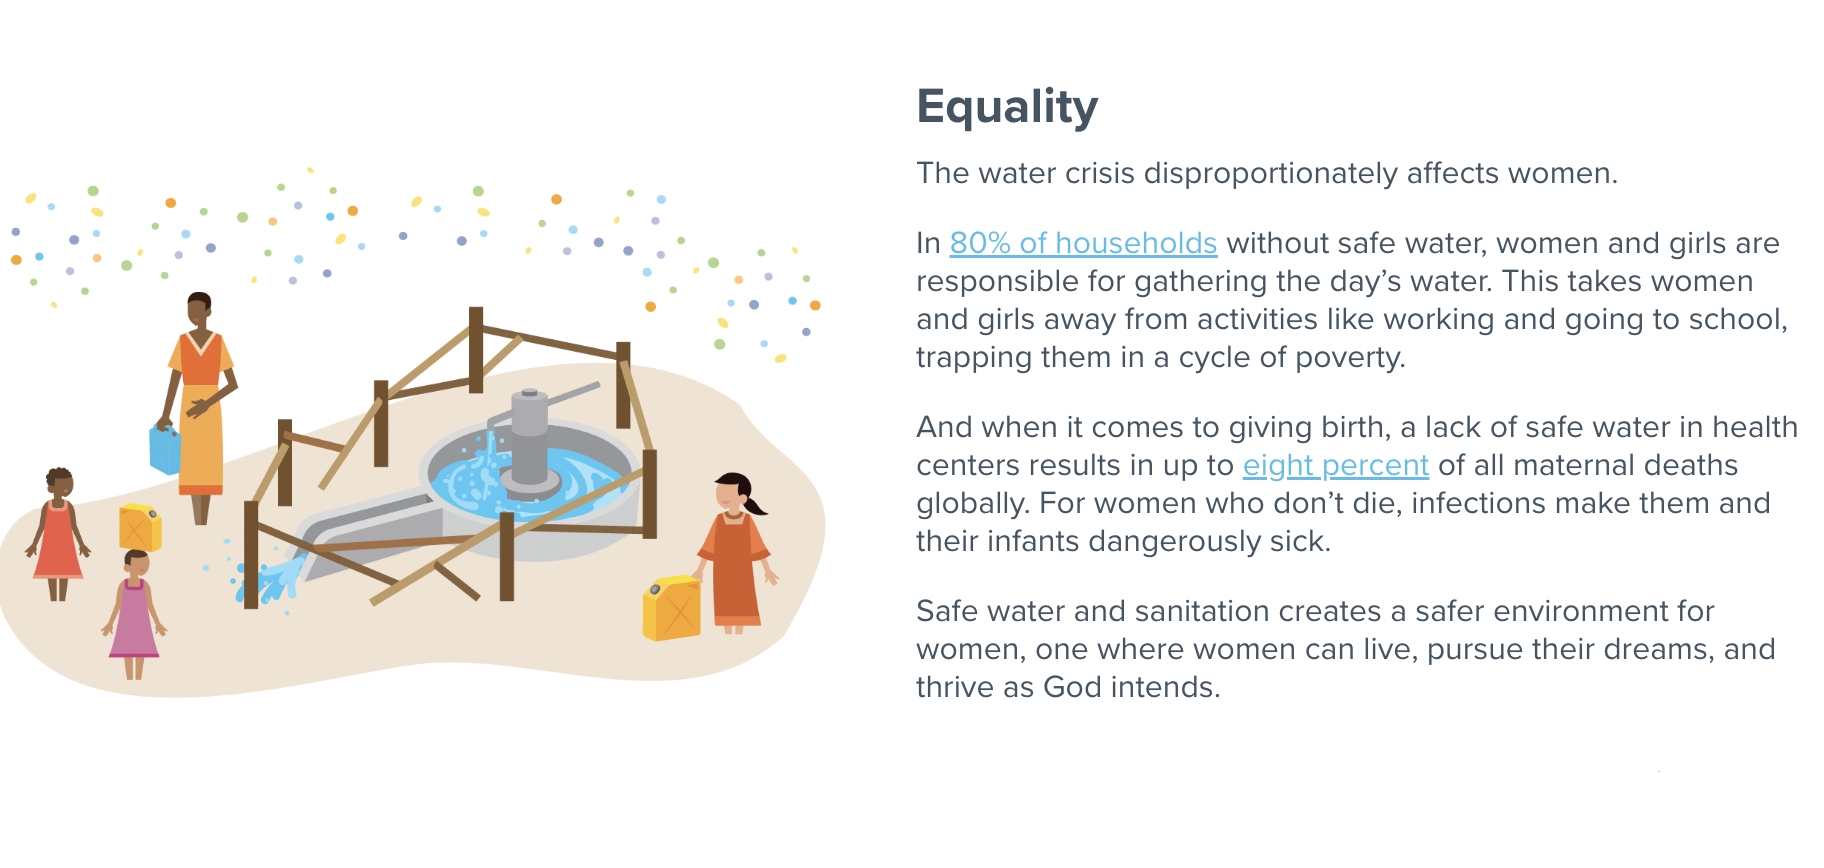 Equality
The water crisis disproportionately affects women.
In 80% of households without safe water, women and girls are
responsible for gathering the day’s water. This takes women
and girls away from activities like working and going to school,
trapping them in a cycle of poverty.
And when it comes to giving birth, a lack of safe water in health
centers results in up to eight percent of all maternal deaths
globally. For women who don’t die, infections make them and
their infants dangerously sick.
Safe water and sanitation creates a safer environment for
women, one where women can live, pursue their dreams, and
thrive as God intends.